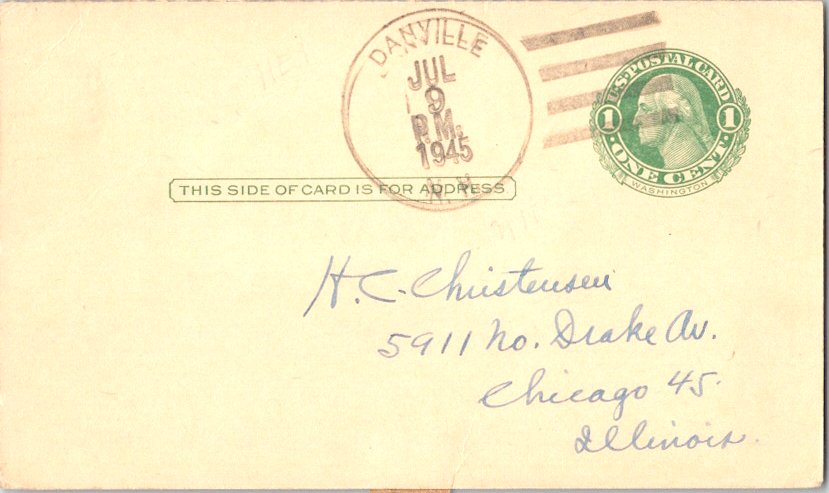 DANVILLE
JUL
9
P.M.
1945
N.H.
U.S. POSTAL CARD
1 1
ONE CENT
WASHINGTON
THIS SIDE OF CARD IS FOR ADDRESS
H. C. Christensen
5911 No. Drake Av.
Chicago 45.
Illinois.